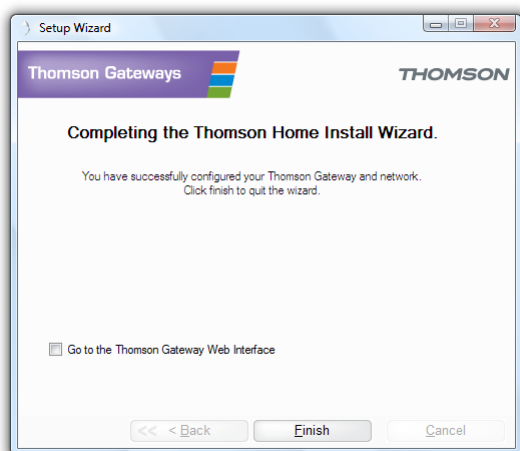 Setup Wizard
Thomson Gateways
THOMSON
Completing the Thomson Home Install Wizard.
You have successfully configured your Thomson Gateway and network.
Click finish to quit the wizard.
Go to the Thomson Gateway Web Interface
<< < Back
Finish
Cancel